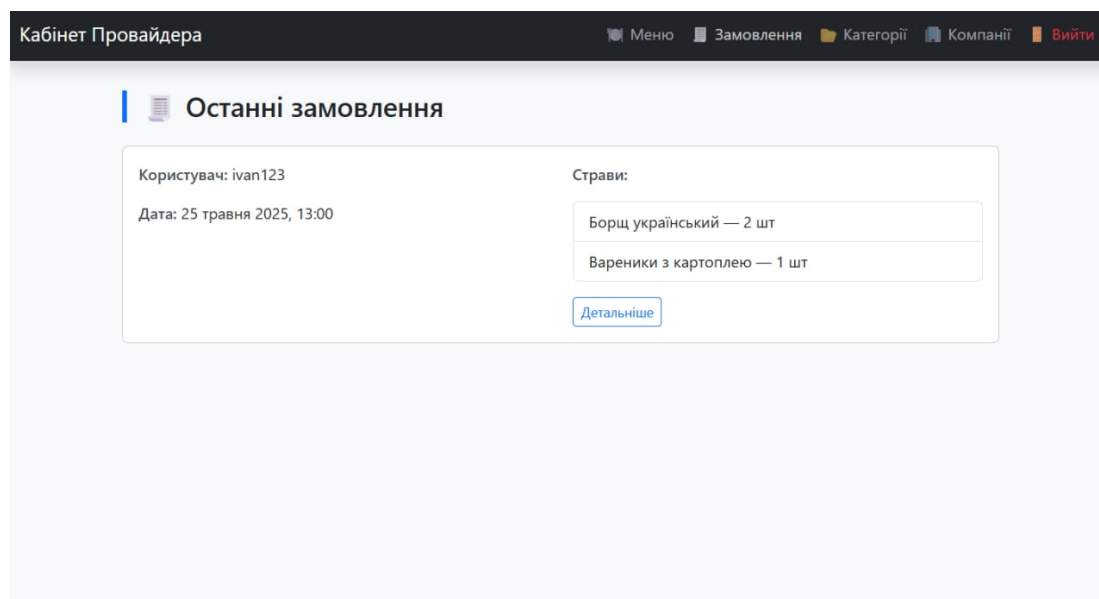 Кабінет Провайдера
Меню Замовлення Категорії Компанії Вийти
Останні замовлення
Користувач: ivan123
Дата: 25 травня 2025, 13:00
Страви:
Борщ український — 2 шт
Вареники з картоплею — 1 шт
Детальніше